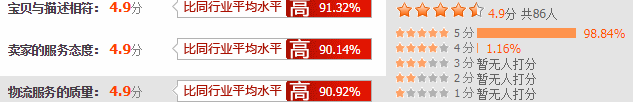 宝贝与描述相符: 4.9分 比同行业平均水平 高 91.32%
卖家的服务态度: 4.9分 比同行业平均水平 高 90.14%
物流服务的质量: 4.9分 比同行业平均水平 高 90.92%
4.9分 共86人
5分 98.84%
4分 1.16%
3分 暂无人打分
2分 暂无人打分
1分 暂无人打分